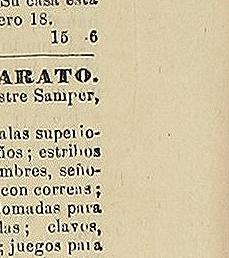 Su casa está
ero 18.
15 6
ARATO.
stre Samper,
alas superio-
ños; estribos
mbres, seño-
con correas;
lomadas para
las; clavos,
; juegos para